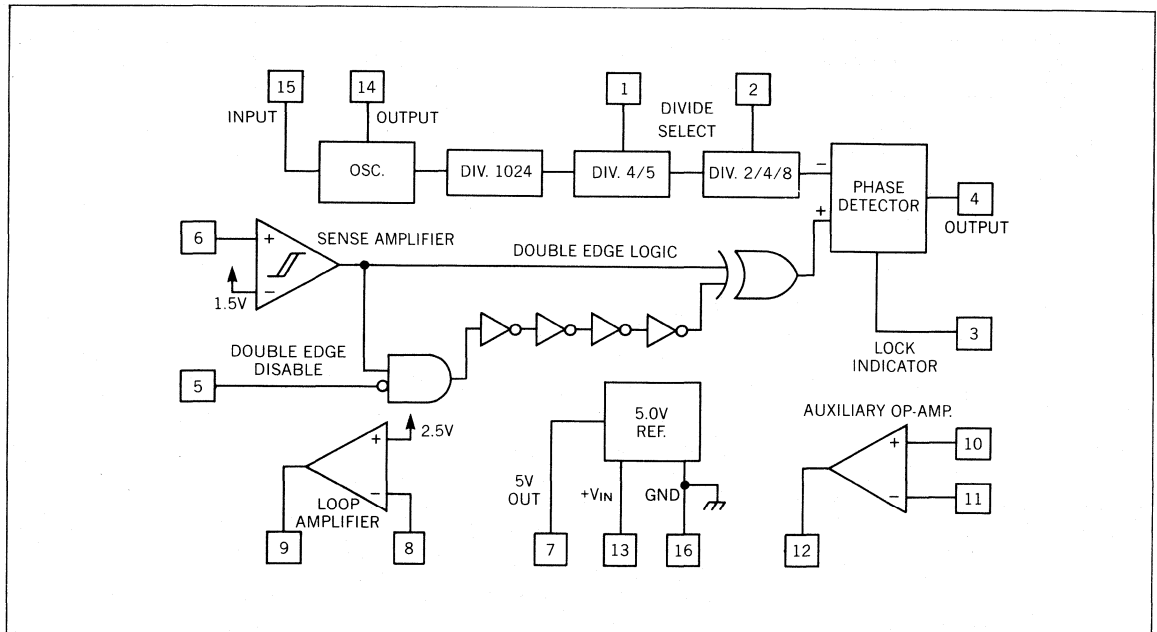 15
14
1
2
INPUT
OUTPUT
DIVIDE
SELECT
OSC.
DIV. 1024
DIV. 4/5
DIV. 2/4/8
−
+
PHASE
DETECTOR
4
OUTPUT
6
+
−
1.5V
SENSE AMPLIFIER
DOUBLE EDGE LOGIC
3
LOCK
INDICATOR
DOUBLE EDGE
DISABLE
5
2.5V
+
−
LOOP
AMPLIFIER
9
8
5.0V
REF.
5V
OUT
+VIN
GND
7
13
16
AUXILIARY OP-AMP.
+
−
10
11
12